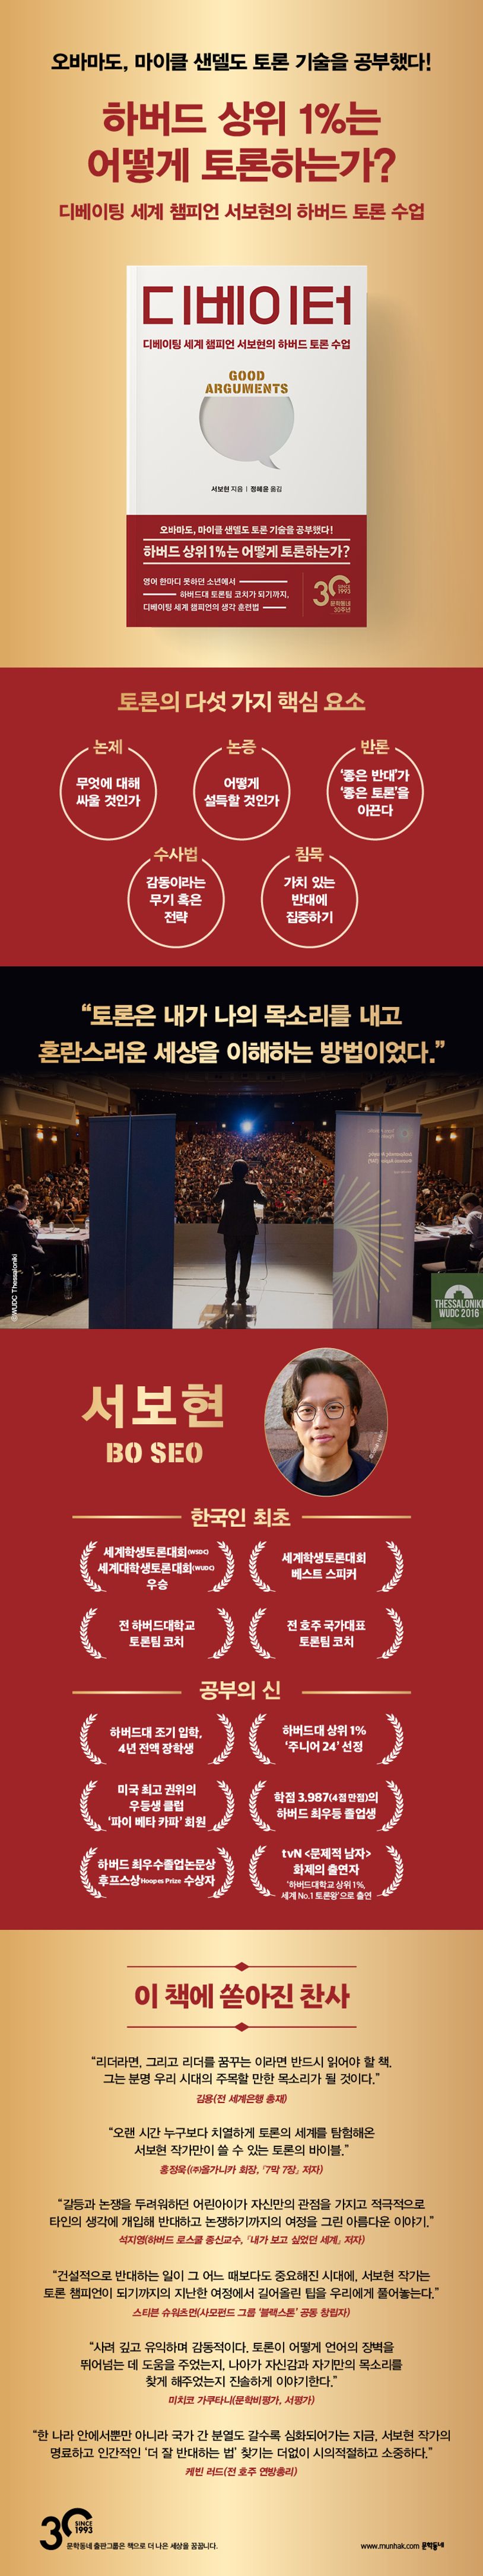 오바마도, 마이클 샌델도 토론 기술을 공부했다!
하버드 상위 1%는
어떻게 토론하는가?
디베이팅 세계 챔피언 서보현의 하버드 토론 수업
디베이터
디베이팅 세계 챔피언 서보현의 하버드 토론 수업
GOOD
ARGUMENTS
서보현 지음 | 정혜윤 옮김
오바마도, 마이클 샌델도 토론 기술을 공부했다!
하버드 상위 1%는 어떻게 토론하는가?
영어 한마디 못하던 소년에서
하버드대 토론팀 코치가 되기까지,
디베이팅 세계 챔피언의 생각 훈련법
30 SINCE 1993
문학동네
30주년
토론의 다섯 가지 핵심 요소
논제
무엇에 대해
싸울 것인가
논증
어떻게
설득할 것인가
반론
‘좋은 반대’가
‘좋은 토론’을
이끈다
수사법
감동이라는
무기 혹은
전략
침묵
가치 있는
반대에
집중하기
“토론은 내가 나의 목소리를 내고
혼란스러운 세상을 이해하는 방법이었다.”
©WUDC Thessaloniki
THESSALONIKI
WUDC 2016
서보현
BO SEO
한국인 최초
세계학생토론대회(WSDC)
세계대학생토론대회(WUDC)
우승
세계학생토론대회
베스트 스피커
전 하버드대학교
토론팀 코치
전 호주 국가대표
토론팀 코치
공부의 신
하버드대 조기 입학,
4년 전액 장학생
하버드대 상위 1%
‘주니어 24’ 선정
미국 최고 권위의
우등생 클럽
‘파이 베타 카파’ 회원
학점 3.987(4점 만점)의
하버드 최우등 졸업생
하버드 최우수졸업논문상
후프스상Hoopes Prize 수상자
tvN <문제적 남자>
화제의 출연자
‘하버드대학교 상위 1%,
세계 No.1 토론왕’으로 출연
이 책에 쏟아진 찬사
“리더라면, 그리고 리더를 꿈꾸는 이라면 반드시 읽어야 할 책.
그는 분명 우리 시대의 주목할 만한 목소리가 될 것이다.”
김용(전 세계은행 총재)
“오랜 시간 누구보다 치열하게 토론의 세계를 탐험해온
서보현 작가만이 쓸 수 있는 토론의 바이블.”
홍정욱(㈜올가니카 회장, 『7막 7장』 저자)
“갈등과 논쟁을 두려워하던 어린아이가 자신만의 관점을 가지고 적극적으로
타인의 생각에 개입해 반대하고 논쟁하기까지의 여정을 그린 아름다운 이야기.”
석지영(하버드 로스쿨 종신교수, 『내가 보고 싶었던 세계』 저자)
“건설적으로 반대하는 일이 그 어느 때보다도 중요해진 시대에, 서보현 작가는
토론 챔피언이 되기까지의 지난한 여정에서 길어올린 팁을 우리에게 풀어놓는다.”
스티븐 슈워츠먼(사모펀드 그룹 ‘블랙스톤’ 공동 창립자)
“사려 깊고 유익하며 감동적이다. 토론이 어떻게 언어의 장벽을
뛰어넘는 데 도움을 주었는지, 나아가 자신감과 자기만의 목소리를
찾게 해주었는지 진솔하게 이야기한다.”
미치코 가쿠타니(문학비평가, 서평가)
“한 나라 안에서뿐만 아니라 국가 간 분열도 갈수록 심화되어가는 지금, 서보현 작가의
명료하고 인간적인 ‘더 잘 반대하는 법’ 찾기는 더없이 시의적절하고 소중하다.”
케빈 러드(전 호주 연방총리)
30 SINCE 1993
문학동네 출판그룹은 책으로 더 나은 세상을 꿈꿉니다.
www.munhak.com 문학동네